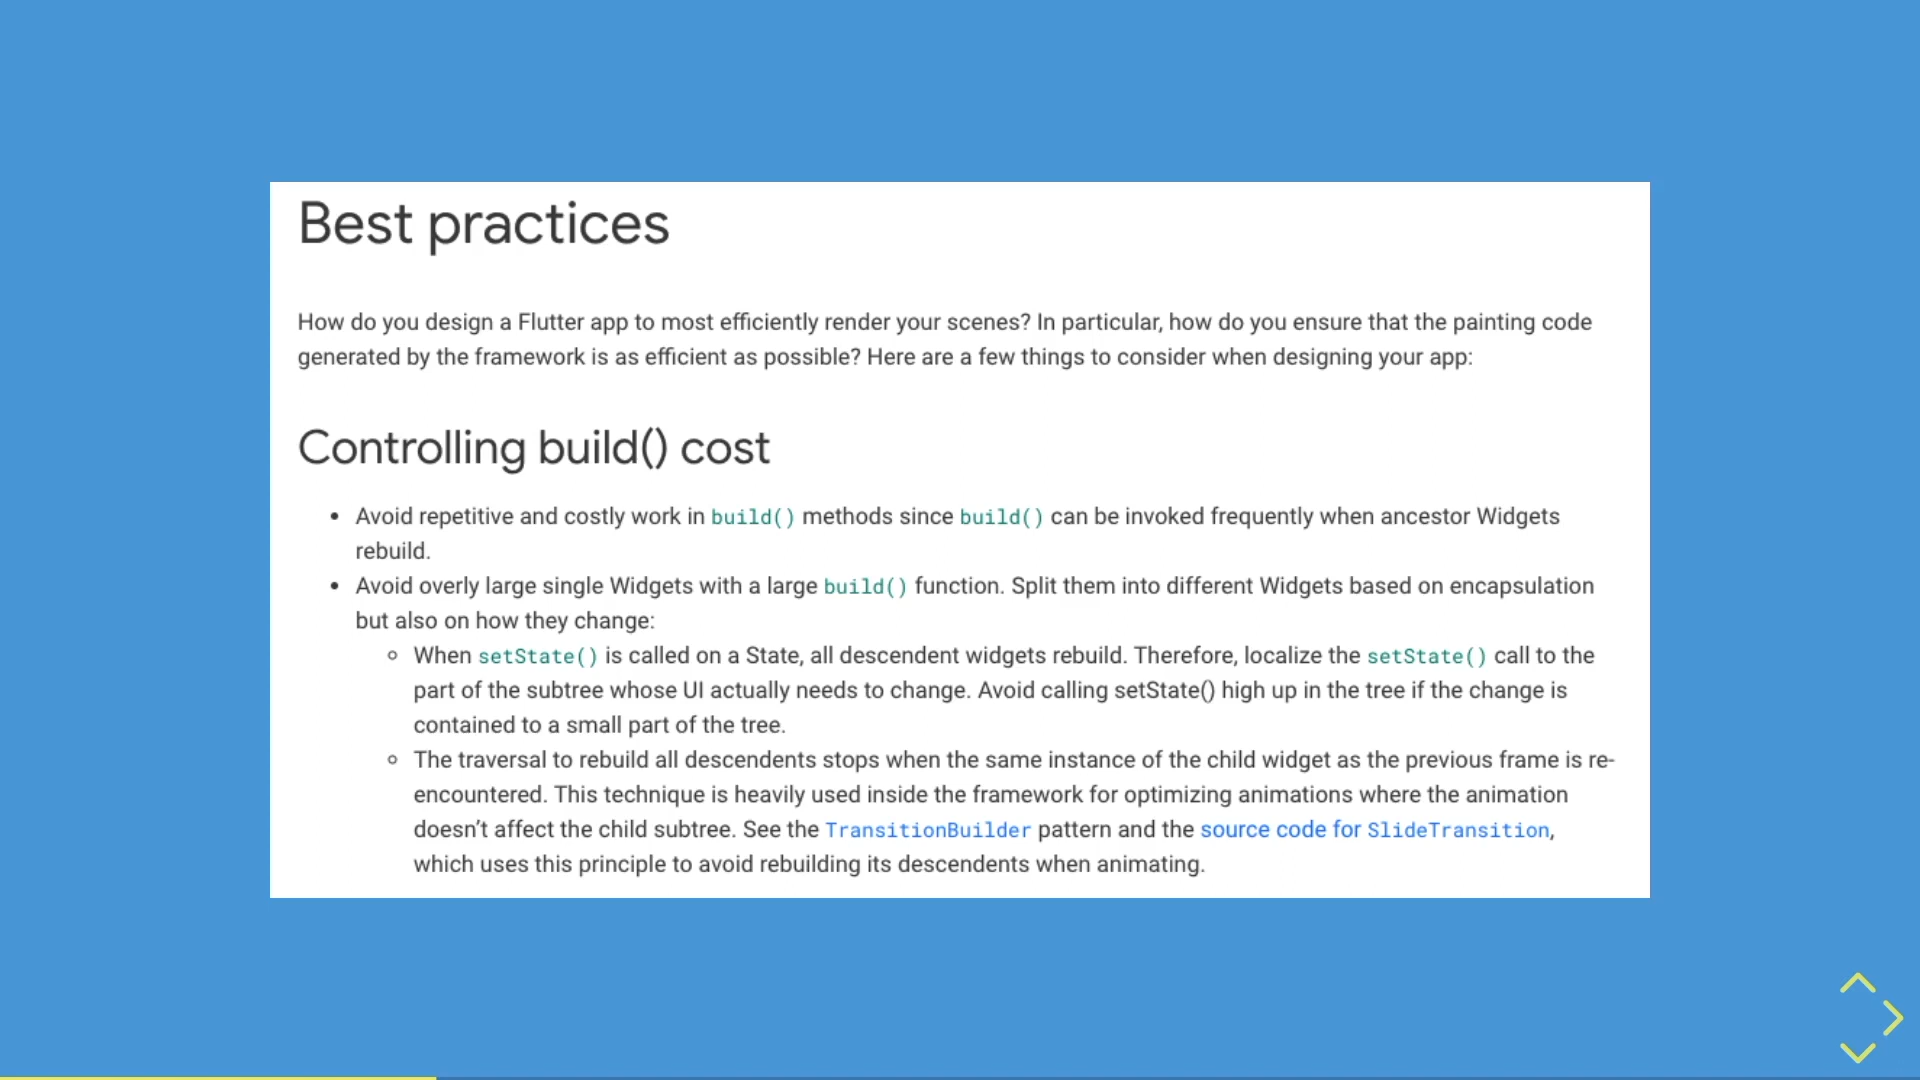 Best practices
How do you design a Flutter app to most efficiently render your scenes? In particular, how do you ensure that the painting code
generated by the framework is as efficient as possible? Here are a few things to consider when designing your app:
Controlling build() cost
• Avoid repetitive and costly work in build() methods since build() can be invoked frequently when ancestor Widgets
rebuild.
• Avoid overly large single Widgets with a large build() function. Split them into different Widgets based on encapsulation
but also on how they change:
◦ When setState() is called on a State, all descendent widgets rebuild. Therefore, localize the setState() call to the
part of the subtree whose UI actually needs to change. Avoid calling setState() high up in the tree if the change is
contained to a small part of the tree.
◦ The traversal to rebuild all descendents stops when the same instance of the child widget as the previous frame is re-
encountered. This technique is heavily used inside the framework for optimizing animations where the animation
doesn’t affect the child subtree. See the TransitionBuilder pattern and the source code for SlideTransition,
which uses this principle to avoid rebuilding its descendents when animating.